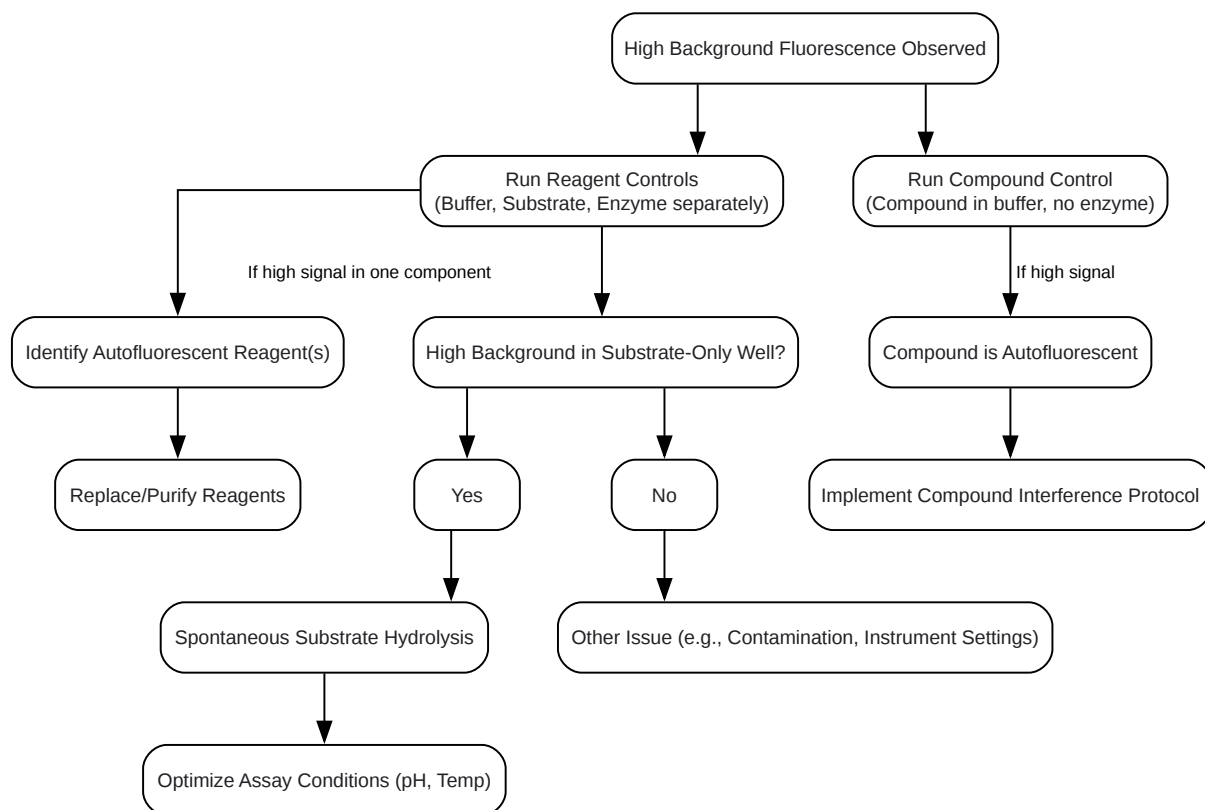 High Background Fluorescence Observed
Run Reagent Controls
(Buffer, Substrate, Enzyme separately)
Run Compound Control
(Compound in buffer, no enzyme)
If high signal in one component
If high signal
Identify Autofluorescent Reagent(s)
High Background in Substrate-Only Well?
Compound is Autofluorescent
Replace/Purify Reagents
Yes
No
Implement Compound Interference Protocol
Spontaneous Substrate Hydrolysis
Other Issue (e.g., Contamination, Instrument Settings)
Optimize Assay Conditions (pH, Temp)